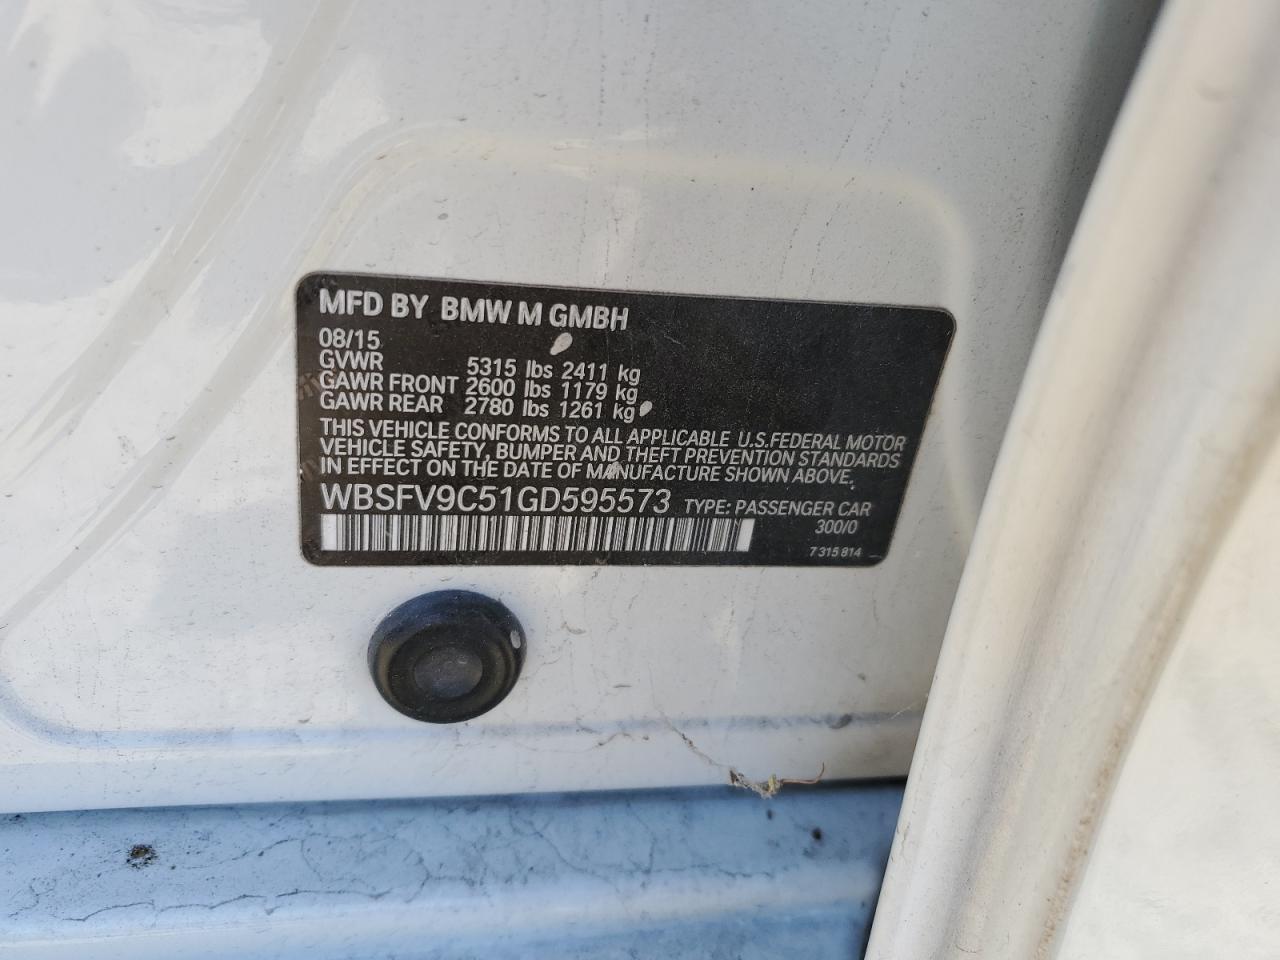 MFD BY BMW M GMBH
08/15
GVWR 5315 lbs 2411 kg
GAWR FRONT 2600 lbs 1179 kg
GAWR REAR 2780 lbs 1261 kg
THIS VEHICLE CONFORMS TO ALL APPLICABLE U.S.FEDERAL MOTOR
VEHICLE SAFETY, BUMPER AND THEFT PREVENTION STANDARDS
IN EFFECT ON THE DATE OF MANUFACTURE SHOWN ABOVE.
WBSFV9C51GD595573 TYPE: PASSENGER CAR
300/0
7 315 814